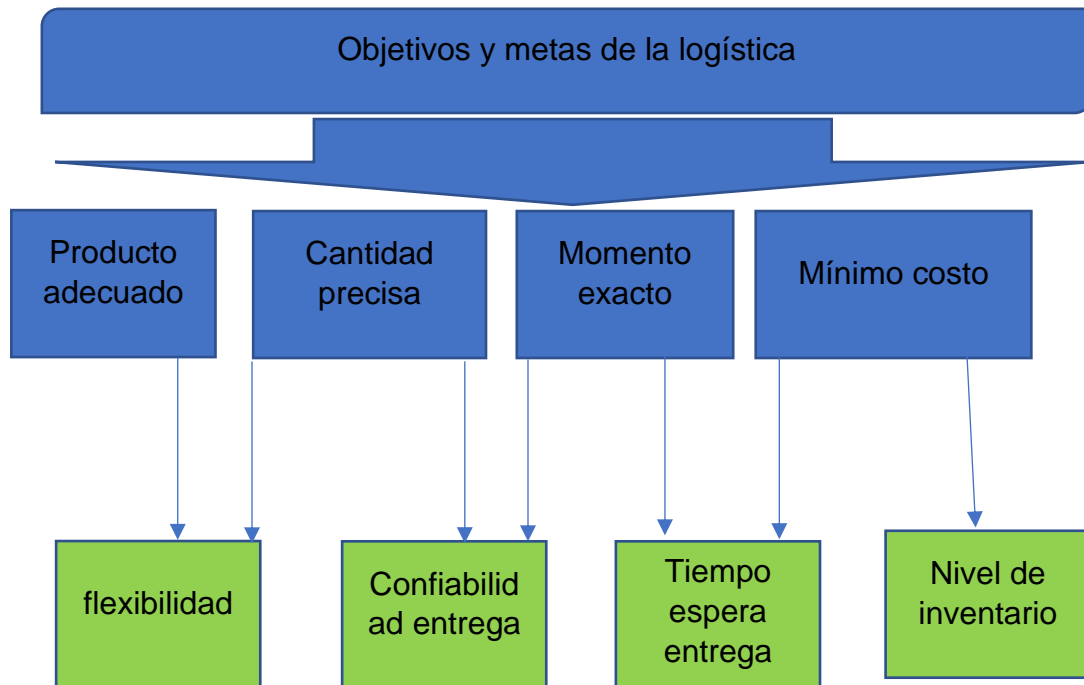 Objetivos y metas de la logística
Producto
adecuado
Cantidad
precisa
Momento
exacto
Mínimo costo
flexibilidad
Confiabilid
ad entrega
Tiempo
espera
entrega
Nivel de
inventario